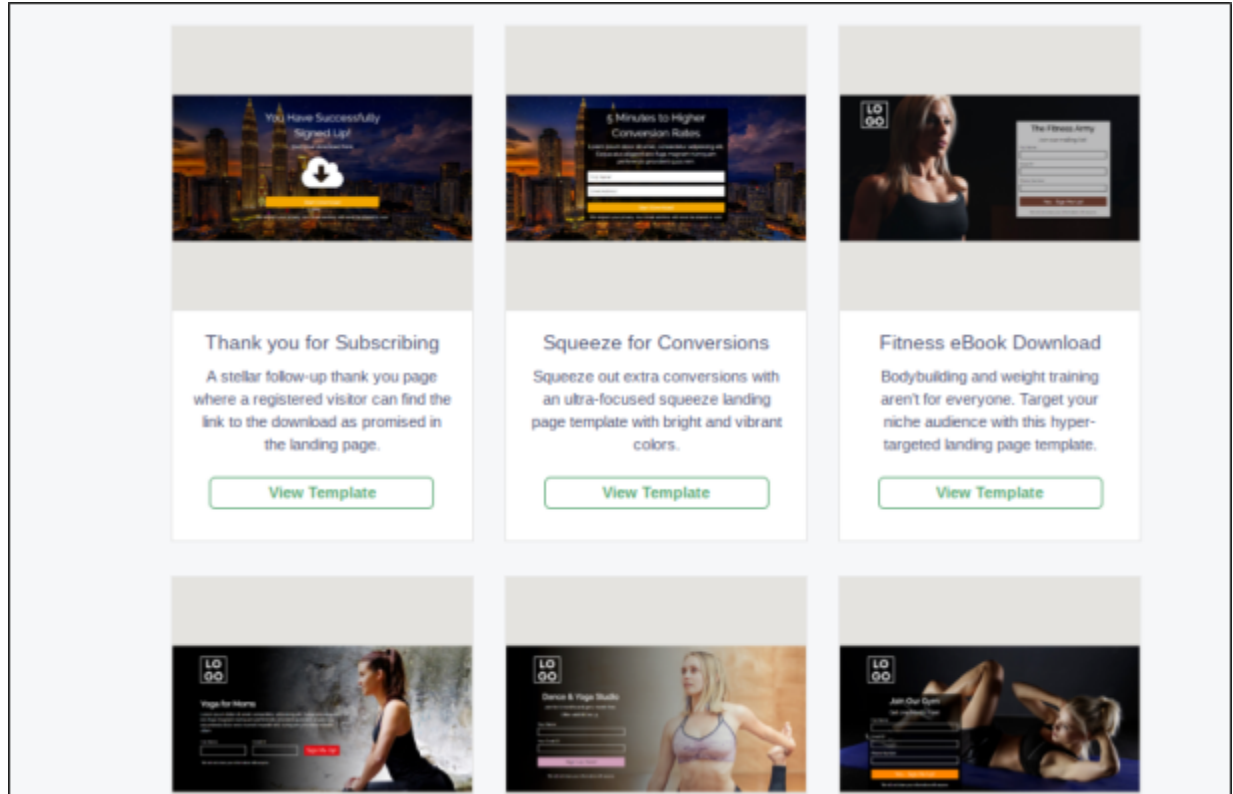 You Have Successfully
Signed Up!
5 Minutes to Higher
Conversion Rates
LO
GO
The Fitness Army
Thank you for Subscribing
A stellar follow-up thank you page
where a registered visitor can find the
link to the download as promised in
the landing page.
View Template
Squeeze for Conversions
Squeeze out extra conversions with
an ultra-focused squeeze landing
page template with bright and vibrant
colors.
View Template
Fitness eBook Download
Bodybuilding and weight training
aren't for everyone. Target your
niche audience with this hyper-
targeted landing page template.
View Template
LO
GO
Yoga for Moms
Sign Me Up!
LO
GO
Dance & Yoga Studio
LO
GO
Join Our Gym